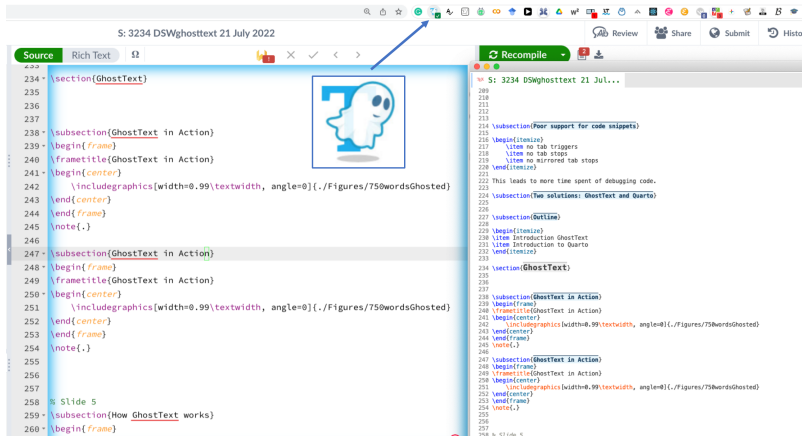 S: 3234 DSWghosttext 21 July 2022
Review
Share
Submit
Histo
Source
Rich Text
Ω
Recompile
233
234 \section{GhostText}
235
236
237
238 \subsection{GhostText in Action}
239 \begin{frame}
240 \frametitle{GhostText in Action}
241 \begin{center}
242 \includegraphics[width=0.99\textwidth, angle=0]{./Figures/750wordsGhosted}
243 \end{center}
244 \end{frame}
245 \note{.}
246
247 \subsection{GhostText in Action}
248 \begin{frame}
249 \frametitle{GhostText in Action}
250 \begin{center}
251 \includegraphics[width=0.99\textwidth, angle=0]{./Figures/750wordsGhosted}
252 \end{center}
253 \end{frame}
254 \note{.}
255
256
257
258 % Slide 5
259 \subsection{How GhostText works}
260 \begin{frame}
S: 3234 DSWghosttext 21 Jul...
209
210
211
212
213
214 \subsection{Poor support for code snippets}
215
216 \begin{itemize}
217 \item no tab triggers
218 \item no tab stops
219 \item no mirrored tab stops
220 \end{itemize}
221
222 This leads to more time spent of debugging code.
223
224 \subsection{Two solutions: GhostText and Quarto}
225
226
227 \subsection{Outline}
228
229 \begin{itemize}
230 \item Introduction GhostText
231 \item Introduction to Quarto
232 \end{itemize}
233
234 \section{GhostText}
235
236
237
238 \subsection{GhostText in Action}
239 \begin{frame}
240 \frametitle{GhostText in Action}
241 \begin{center}
242 \includegraphics[width=0.99\textwidth, angle=0]{./Figures/750wordsGhosted}
243 \end{center}
244 \end{frame}
245 \note{.}
246
247 \subsection{GhostText in Action}
248 \begin{frame}
249 \frametitle{GhostText in Action}
250 \begin{center}
251 \includegraphics[width=0.99\textwidth, angle=0]{./Figures/750wordsGhosted}
252 \end{center}
253 \end{frame}
254 \note{.}
255
256
257
258 % Slide 5